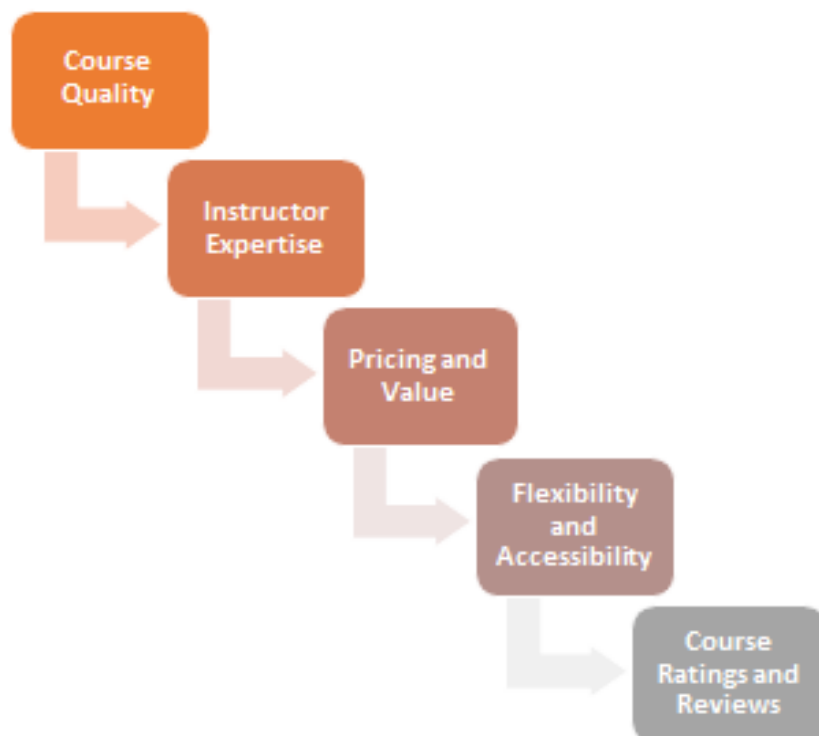 Course
Quality
Instructor
Expertise
Pricing and
Value
Flexibility
and
Accessibility
Course
Ratings and
Reviews